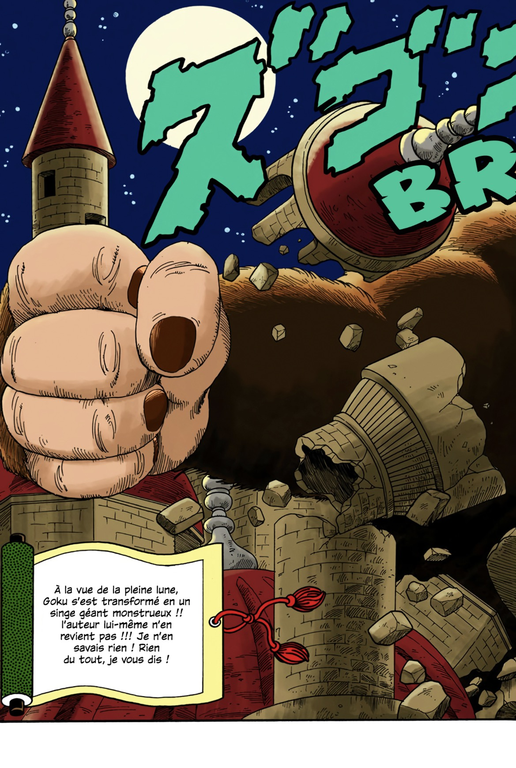 ズゴゴ
BR
À la vue de la pleine lune,
Goku s'est transformé en un
singe géant monstrueux !!
l'auteur lui-même n'en
revient pas !!! Je n'en
savais rien ! Rien
du tout, je vous dis !